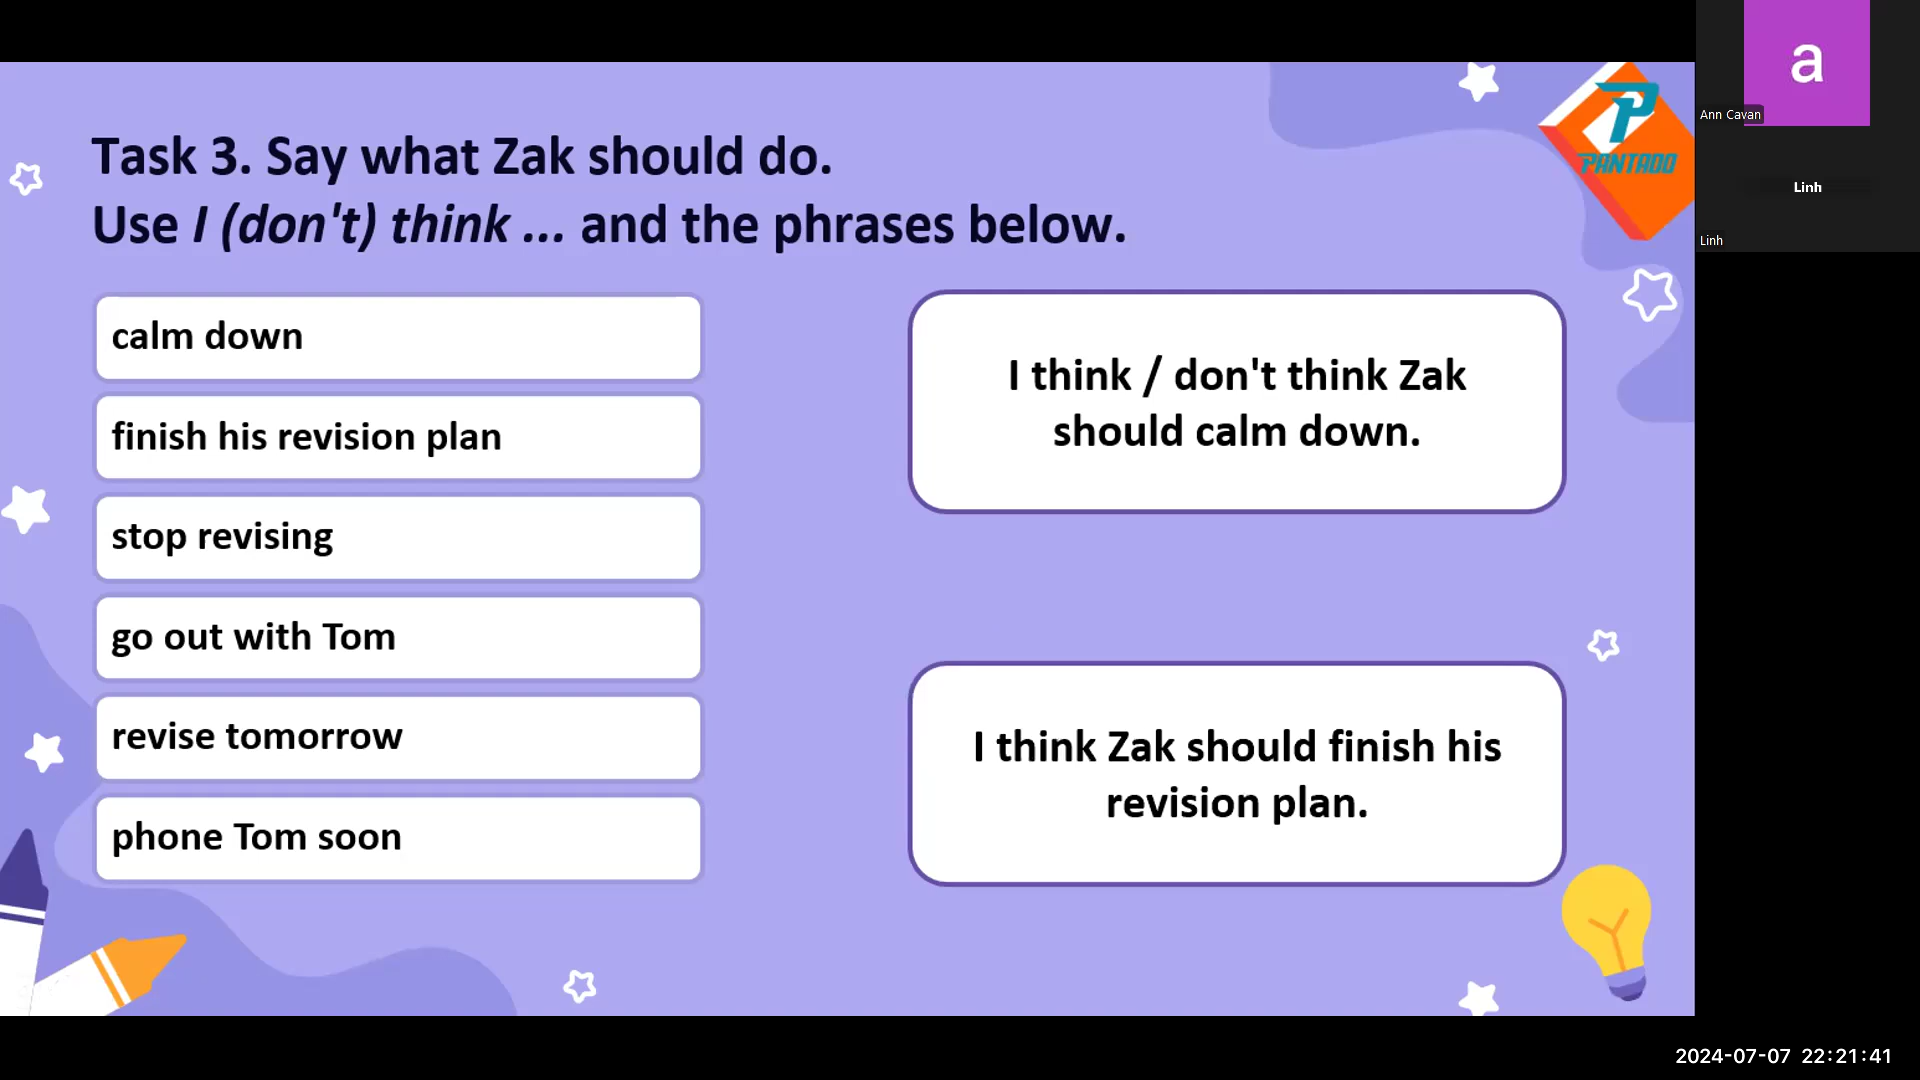 Task 3. Say what Zak should do.
Use I (don't) think ... and the phrases below.
calm down
finish his revision plan
stop revising
go out with Tom
revise tomorrow
phone Tom soon
I think / don't think Zak
should calm down.
I think Zak should finish his
revision plan.
P
PANTADO
a
Ann Cavan
Linh
Linh
2024-07-07 22:21:41